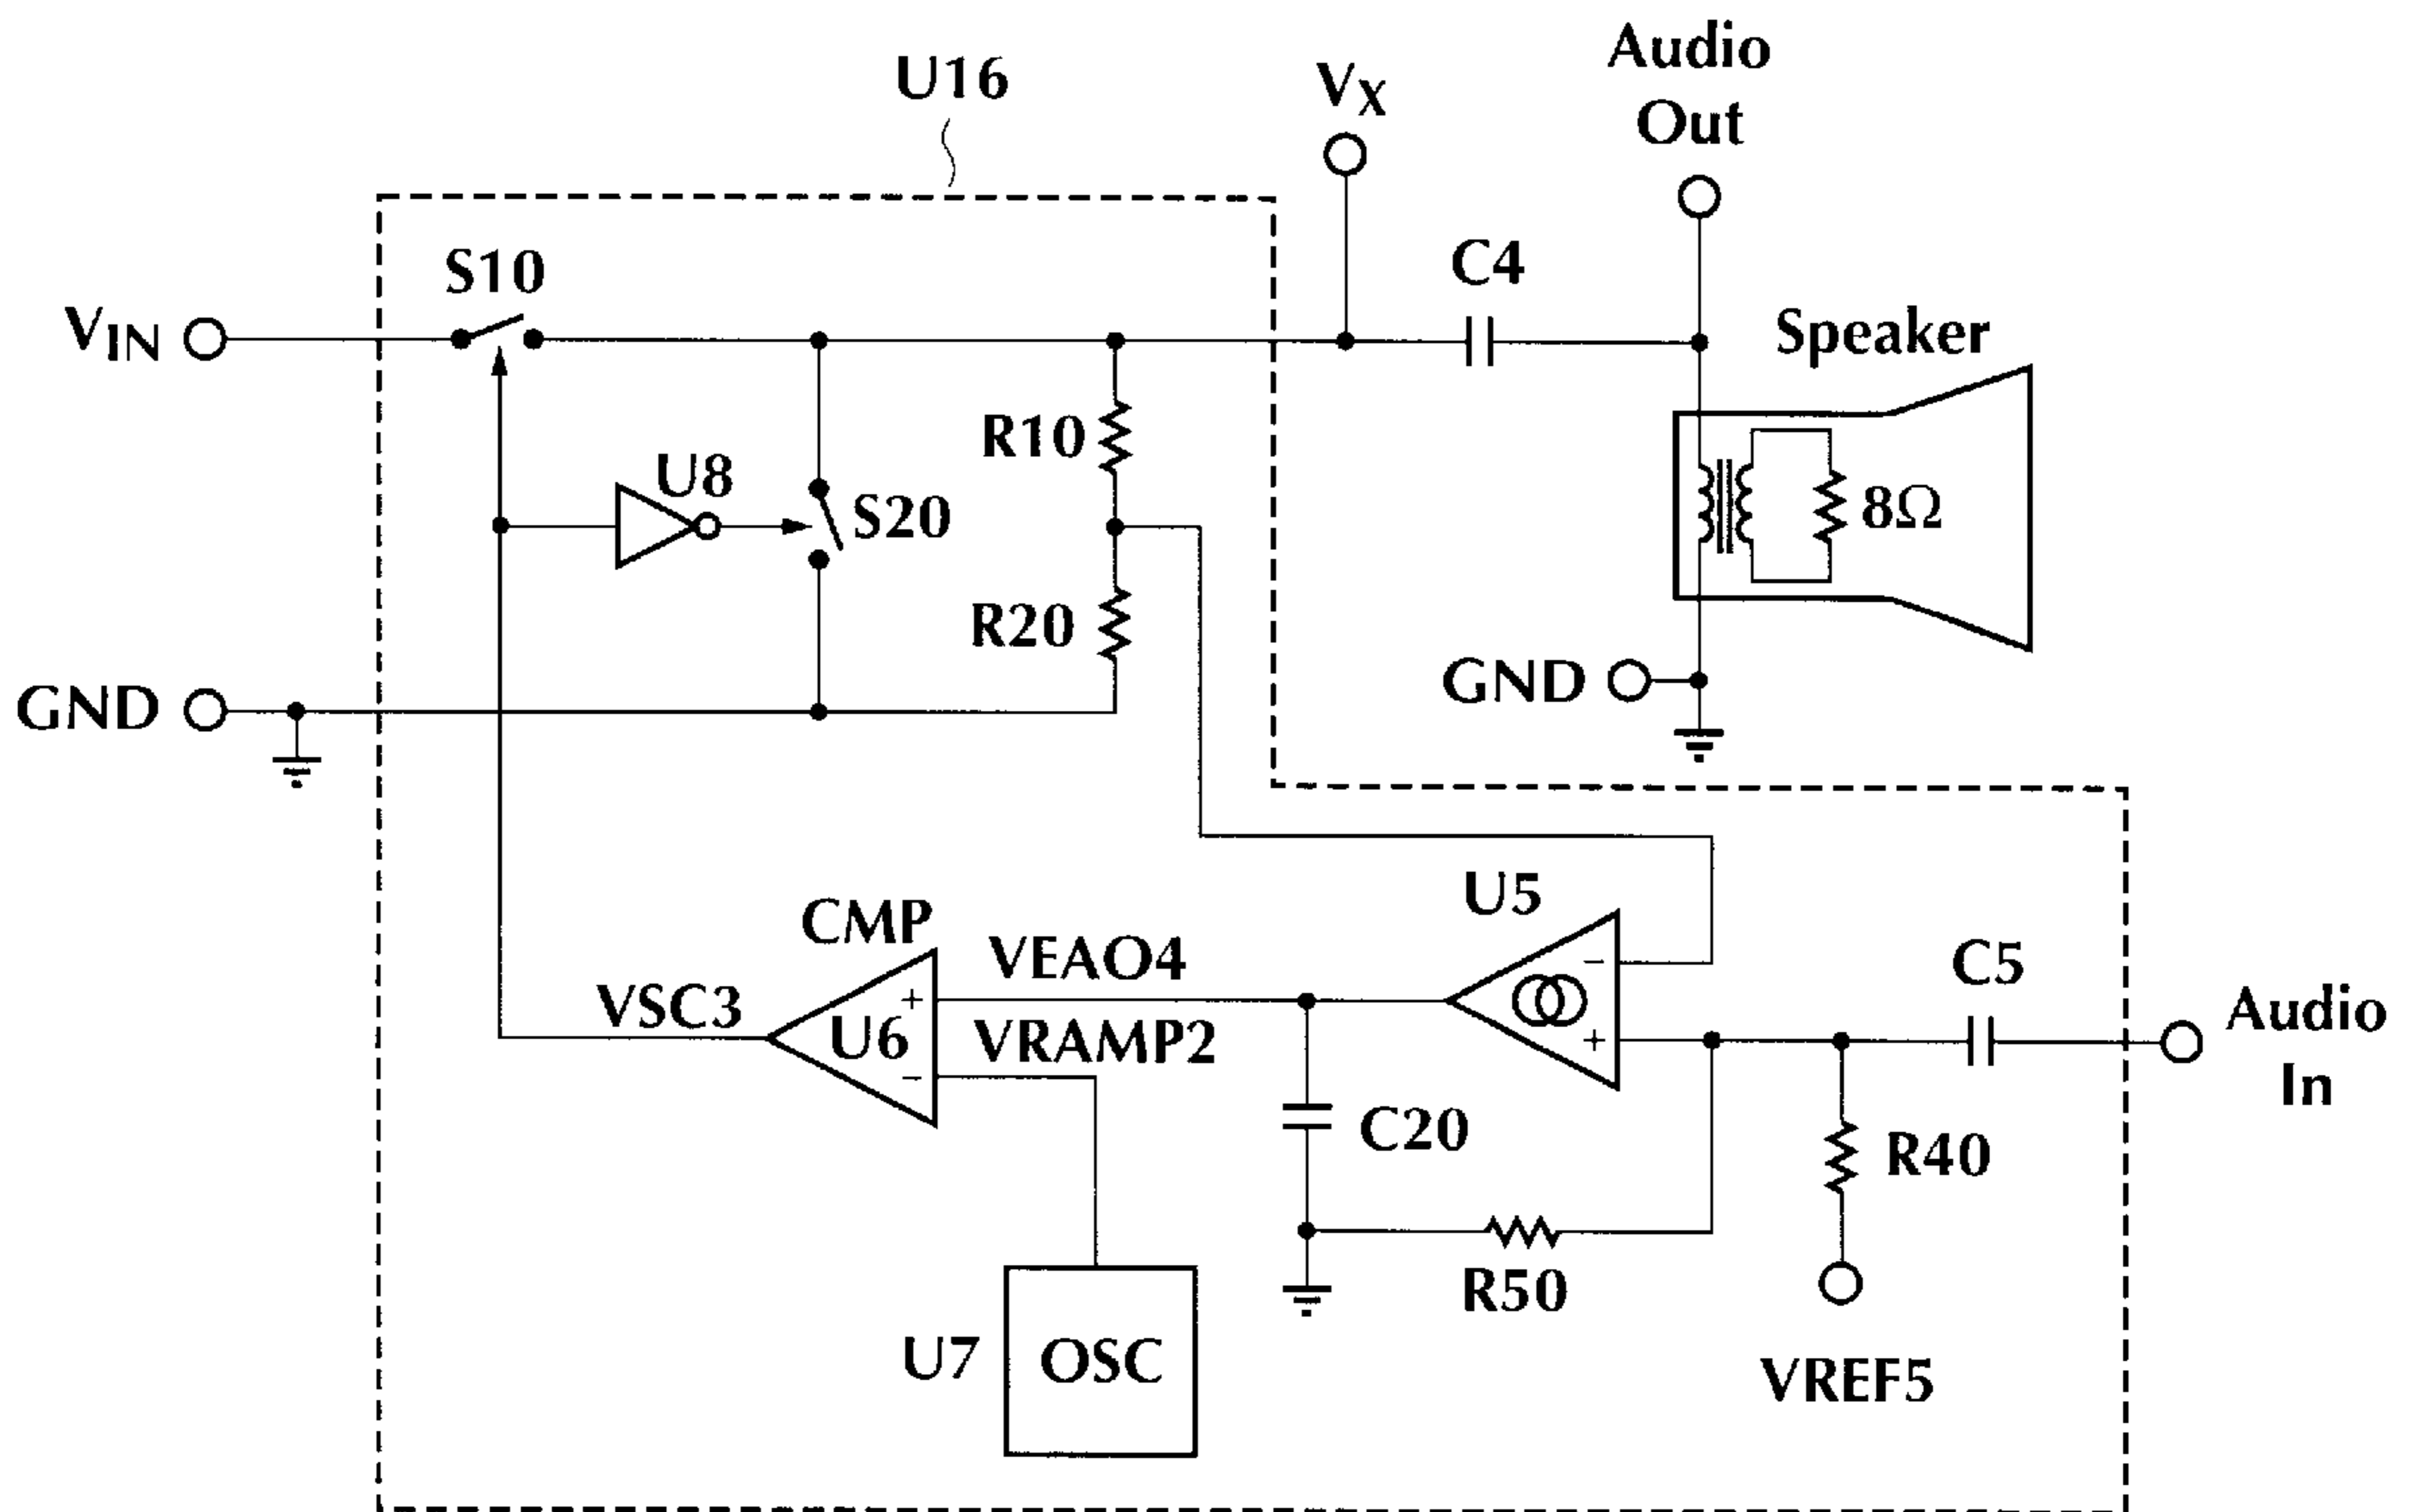 U16
VX
Audio
Out
S10
C4
VIN
Speaker
R10
U8
S20
8Ω
R20
GND
GND
U5
CMP
VEAO4
C5
VSC3
+
−
−
+
U6
VRAMP2
Audio
In
C20
R40
R50
U7
OSC
VREF5